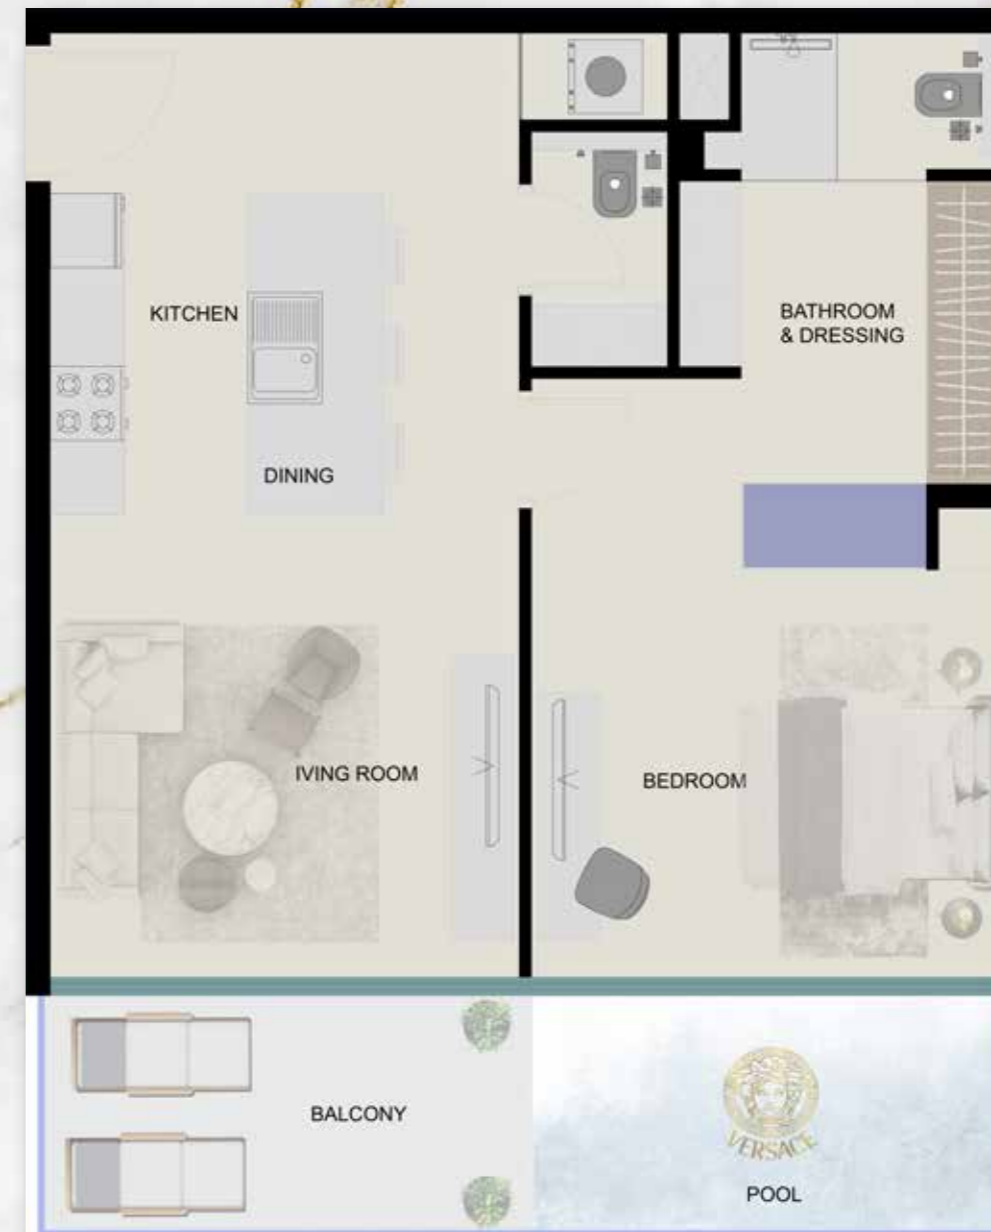 KITCHEN
BATHROOM
& DRESSING
DINING
IVING ROOM
BEDROOM
BALCONY
VERSACE
POOL